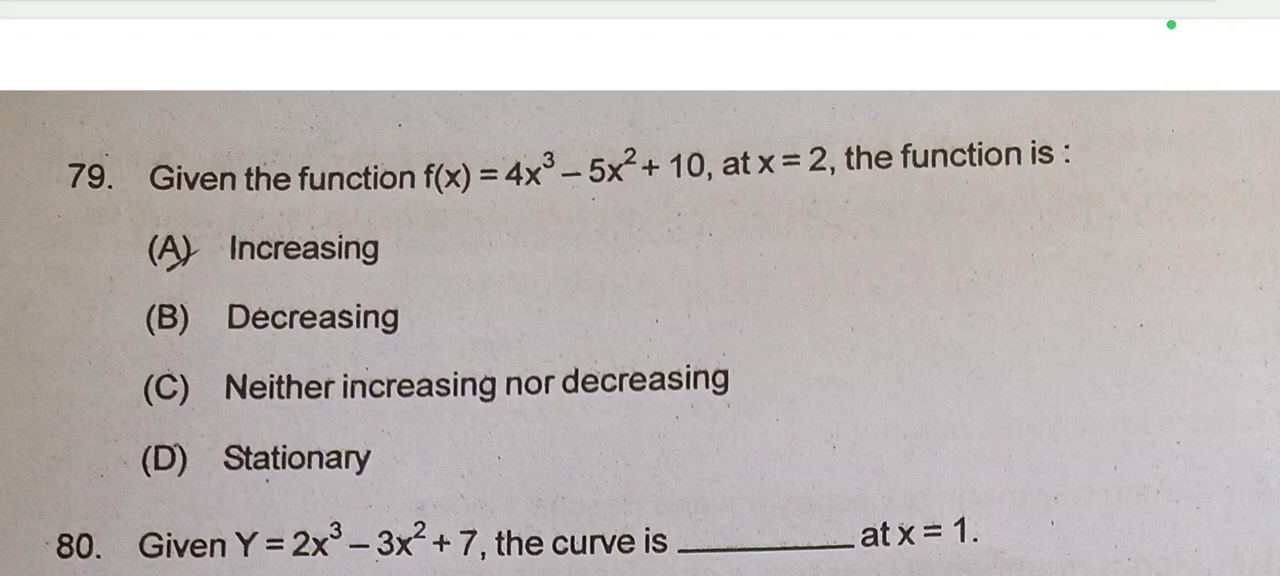 79. Given the function f(x) = 4x³ – 5x² + 10, at x = 2, the function is :
(A) Increasing
(B) Decreasing
(C) Neither increasing nor decreasing
(D) Stationary
80. Given Y = 2x³ – 3x² + 7, the curve is __________ at x = 1.